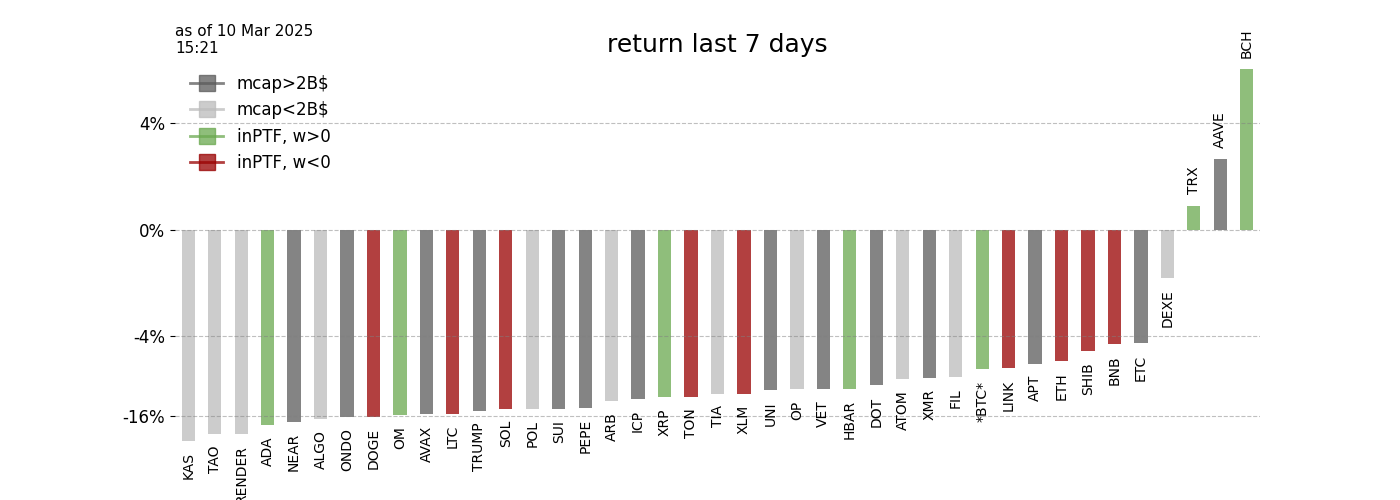 as of 10 Mar 2025
15:21
return last 7 days
mcap>2B$
mcap<2B$
inPTF, w>0
inPTF, w<0
4%
0%
-4%
-16%
KAS
TAO
RENDER
ADA
NEAR
ALGO
ONDO
DOGE
OM
AVAX
LTC
TRUMP
SOL
POL
SUI
PEPE
ARB
ICP
XRP
TON
TIA
XLM
UNI
OP
VET
HBAR
DOT
ATOM
XMR
FIL
*BTC*
LINK
APT
ETH
SHIB
BNB
ETC
DEXE
TRX
AAVE
BCH